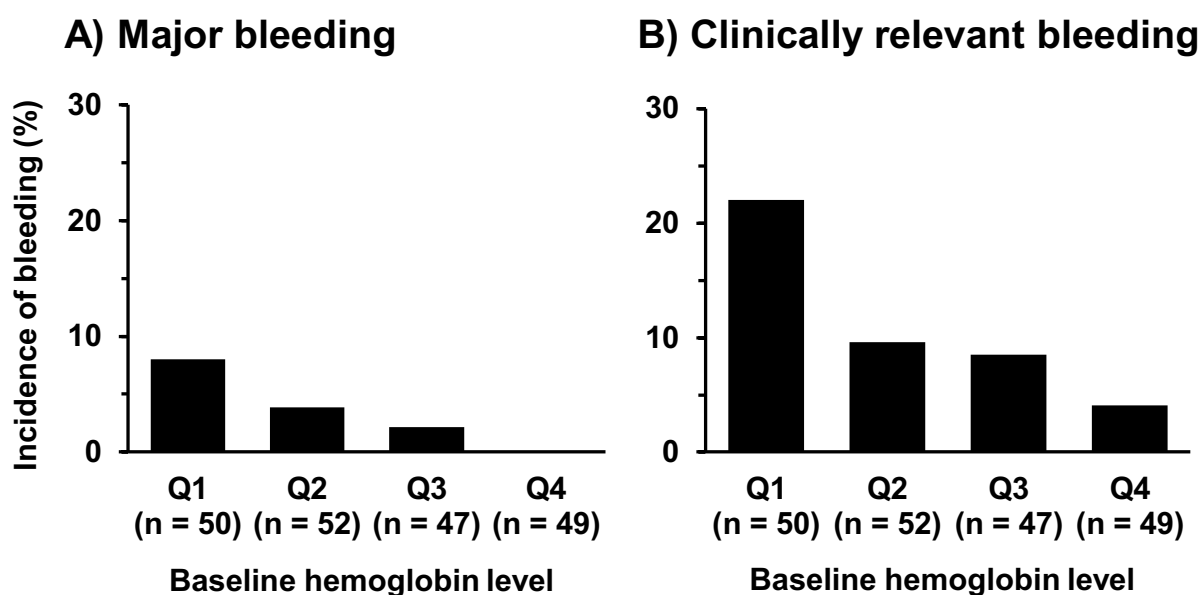 A) Major bleeding
Incidence of bleeding (%)
30
20
10
0
Q1 Q2 Q3 Q4
(n = 50) (n = 52) (n = 47) (n = 49)
Baseline hemoglobin level
B) Clinically relevant bleeding
30
20
10
0
Q1 Q2 Q3 Q4
(n = 50) (n = 52) (n = 47) (n = 49)
Baseline hemoglobin level